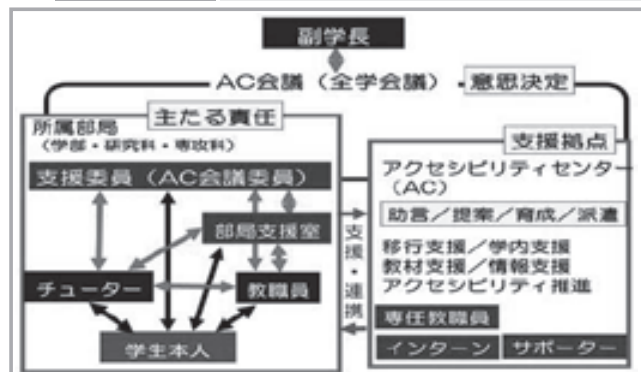 副学長
AC会議（全学会議）
意思決定
主たる責任
所属部局
（学部・研究科・専攻科）
支援委員（AC会議委員）
部局支援室
チューター
教職員
学生本人
支援・連携
支援拠点
アクセシビリティセンター
（AC）
助言／提案／育成／派遣
移行支援／学内支援
教材支援／情報支援
アクセシビリティ推進
専任教職員
インターン
サポーター